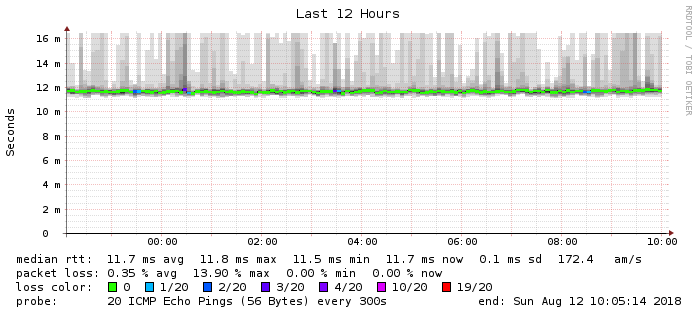 Last 12 Hours
RRDTOOL / TOBI OETIKER
Seconds
16 m
14 m
12 m
10 m
8 m
6 m
4 m
2 m
0
00:00 02:00 04:00 06:00 08:00 10:00
median rtt: 11.7 ms avg 11.8 ms max 11.5 ms min 11.7 ms now 0.1 ms sd 172.4 am/s
packet loss: 0.35 % avg 13.90 % max 0.00 % min 0.00 % now
loss color: 0 1/20 2/20 3/20 4/20 10/20 19/20
probe: 20 ICMP Echo Pings (56 Bytes) every 300s end: Sun Aug 12 10:05:14 2018